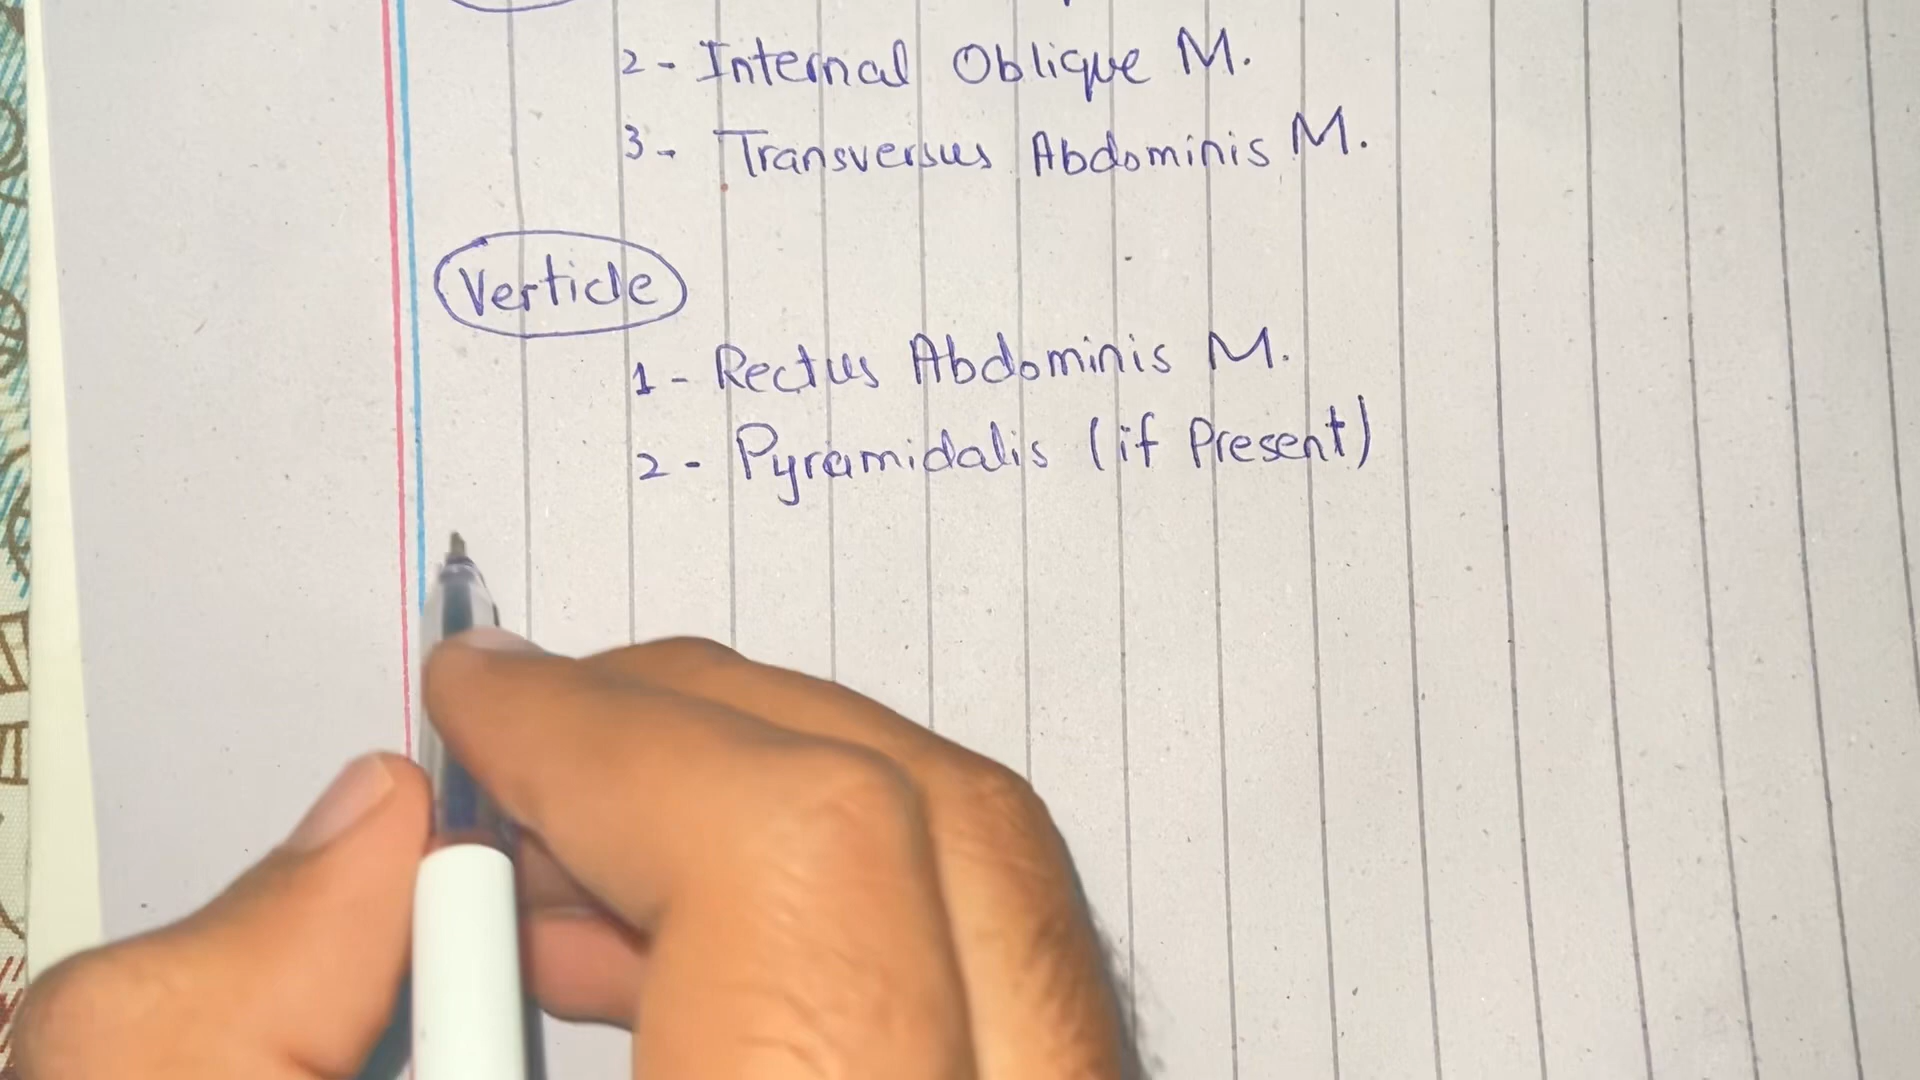 2- Internal Oblique M.
3- Transversus Abdominis M.
Verticle
1- Rectus Abdominis M.
2- Pyramidalis (if Present)